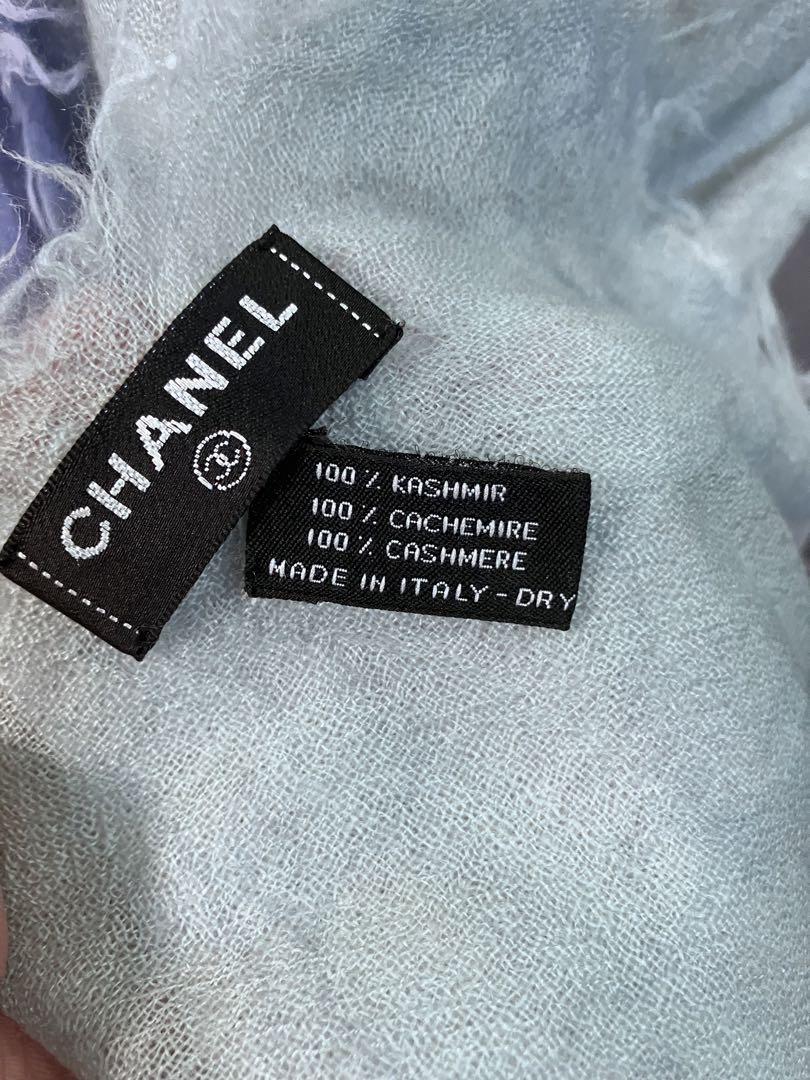 CHANEL
100 % KASHMIR
100 % CACHEMIRE
100 % CASHMERE
MADE IN ITALY - DRY